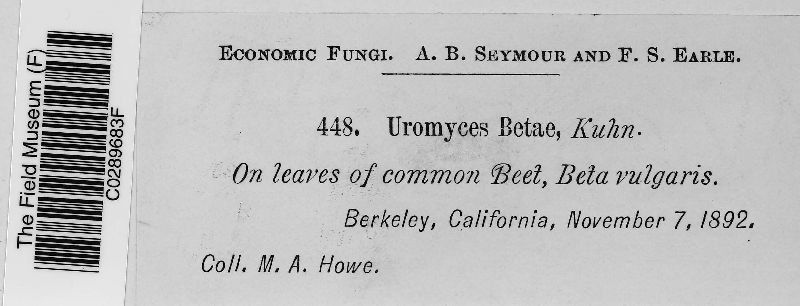 The Field Museum (F)
C0289683F
ECONOMIC FUNGI. A. B. SEYMOUR AND F. S. EARLE.
448. Uromyces Betae, Kuhn.
On leaves of common Beet, Beta vulgaris.
Berkeley, California, November 7, 1892.
Coll. M. A. Howe.